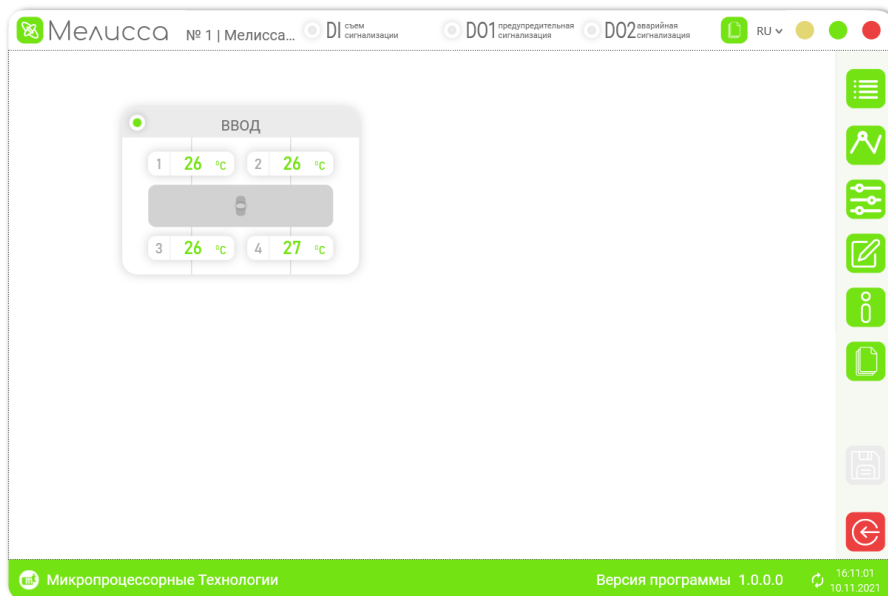 Мелисса № 1 | Мелисса... DI съем сигнализации DO1 предупредительная сигнализация DO2 аварийная сигнализация RU
ВВОД
1 26 °C 2 26 °C
3 26 °C 4 27 °C
Микропроцессорные Технологии Версия программы 1.0.0.0 16:11:01
10.11.2021